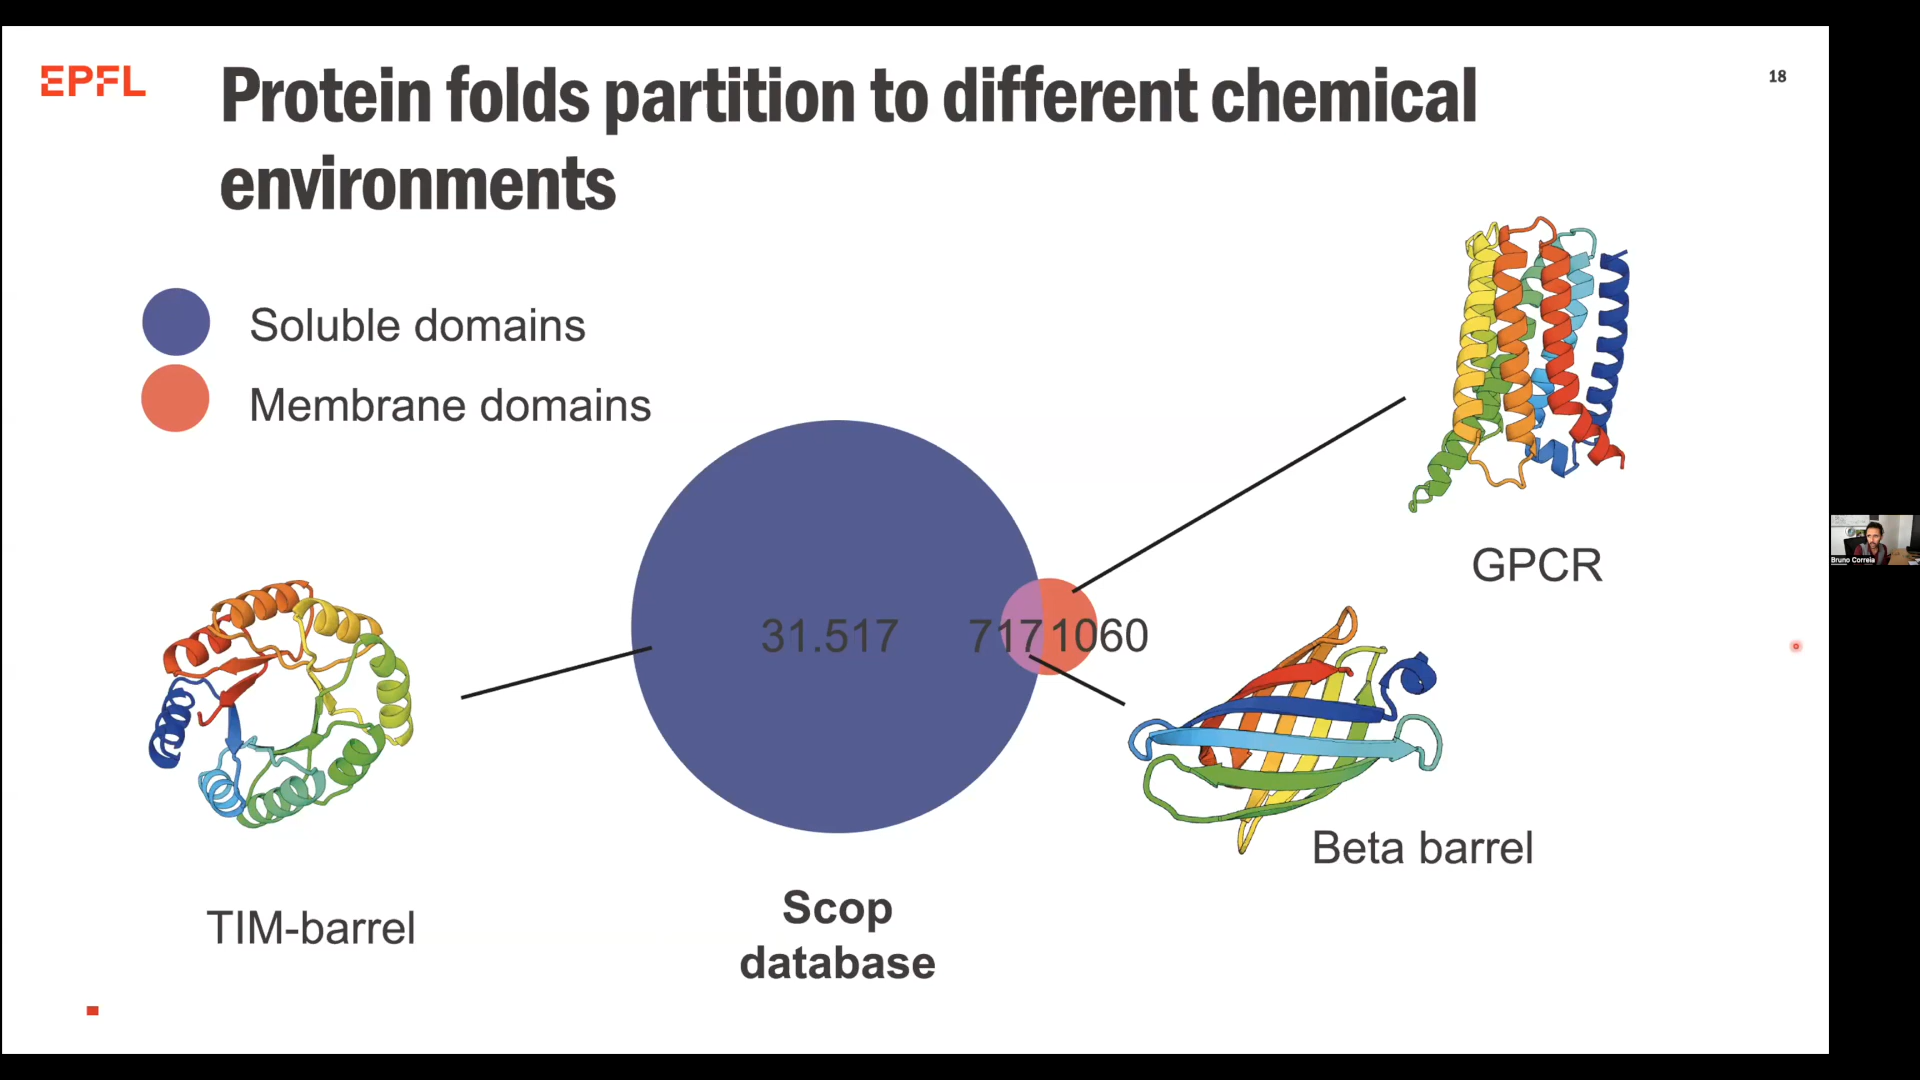 EPFL
Protein folds partition to different chemical
environments
18
Soluble domains
Membrane domains
31.517
717
1060
GPCR
Beta barrel
TIM-barrel
Scop
database
Bruno Correia